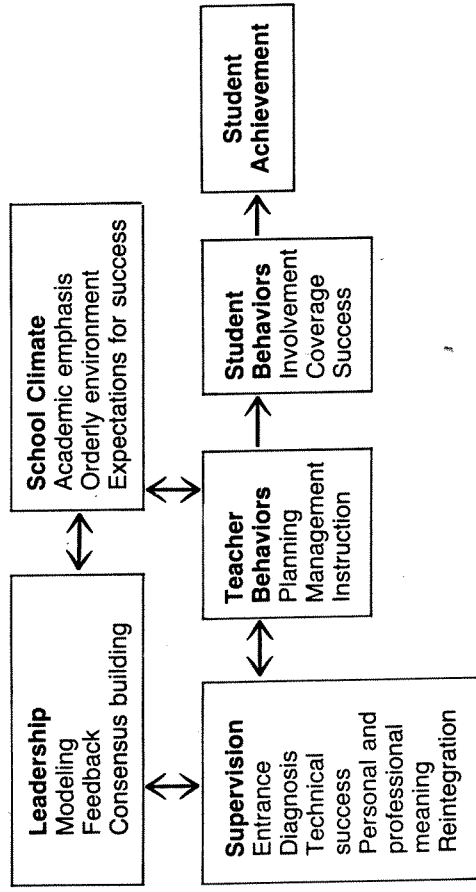 Leadership
Modeling
Feedback
Consensus building
School Climate
Academic emphasis
Orderly environment
Expectations for success
Supervision
Entrance
Diagnosis
Technical
success
Personal and
professional
meaning
Reintegration
Teacher
Behaviors
Planning
Management
Instruction
Student
Behaviors
Involvement
Coverage
Success
Student
Achievement